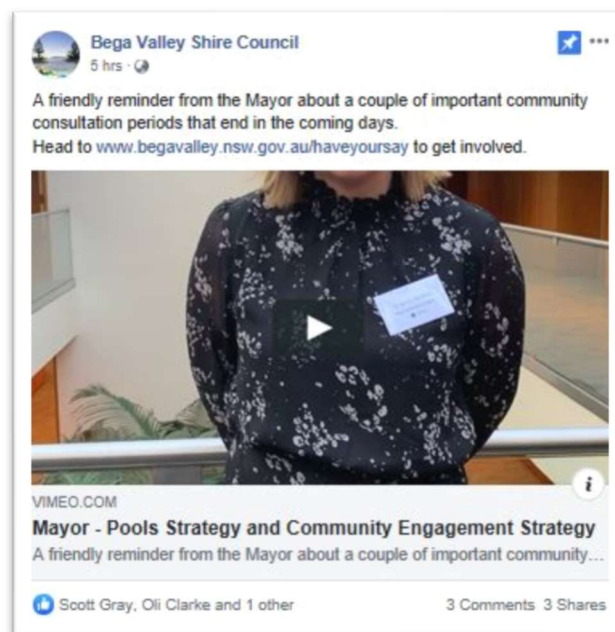 Bega Valley Shire Council
5 hrs ·
A friendly reminder from the Mayor about a couple of important community
consultation periods that end in the coming days.
Head to www.begavalley.nsw.gov.au/haveyoursay to get involved.
VIMEO.COM
Mayor - Pools Strategy and Community Engagement Strategy
A friendly reminder from the Mayor about a couple of important community...
Scott Gray, Oli Clarke and 1 other
3 Comments 3 Shares